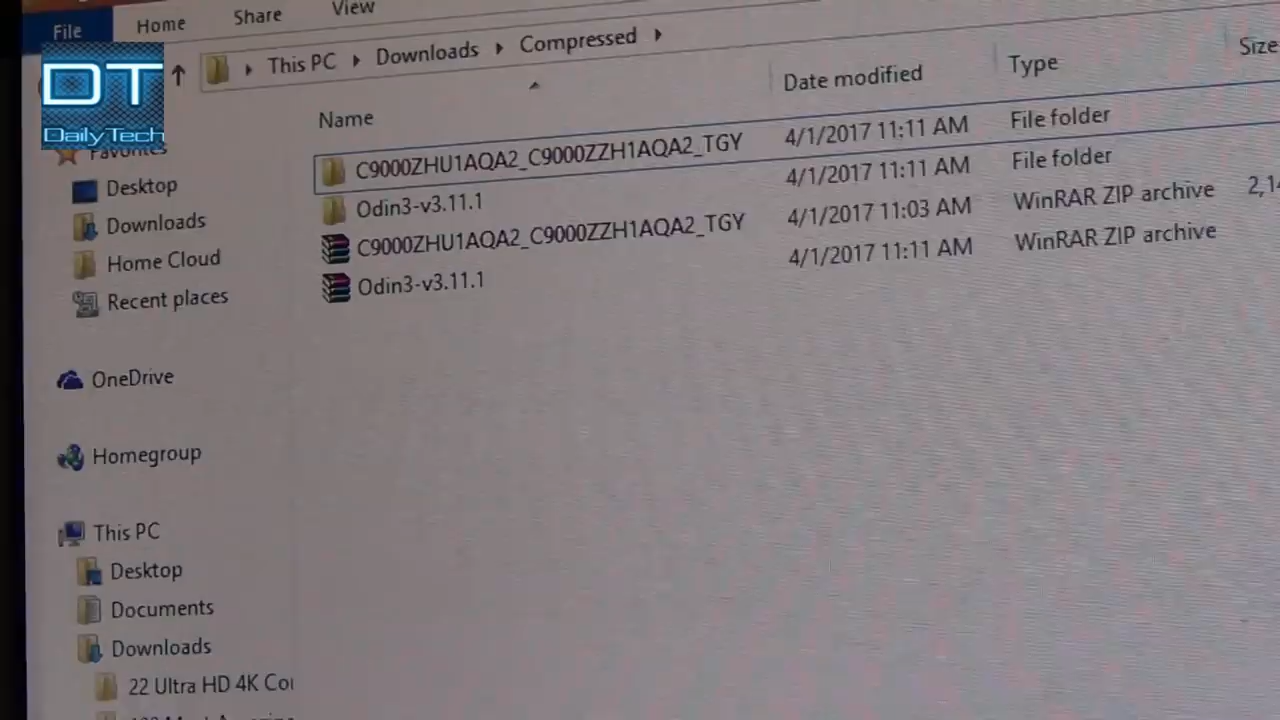 File Home Share View
This PC Downloads Compressed
DT
DailyTech
Name Date modified Type Size
C9000ZHU1AQA2_C9000ZZH1AQA2_TGY 4/1/2017 11:11 AM File folder
Odin3-v3.11.1 4/1/2017 11:11 AM File folder
C9000ZHU1AQA2_C9000ZZH1AQA2_TGY 4/1/2017 11:03 AM WinRAR ZIP archive 2,14
Odin3-v3.11.1 4/1/2017 11:11 AM WinRAR ZIP archive
Favorites
Desktop
Downloads
Home Cloud
Recent places
OneDrive
Homegroup
This PC
Desktop
Documents
Downloads
22 Ultra HD 4K Co